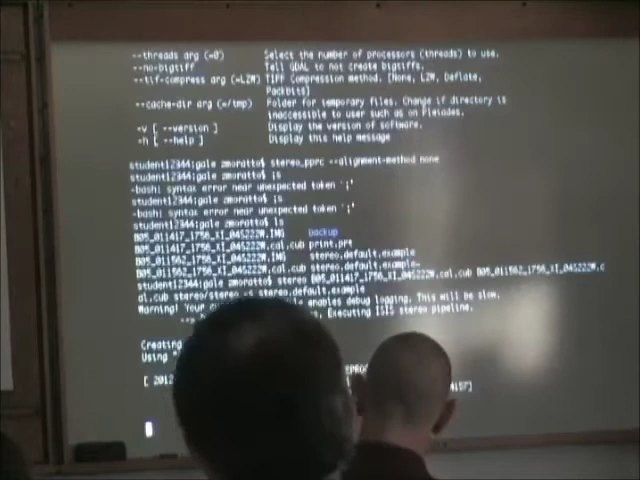 --threads arg (=0) Select the number of processors (threads) to use.
--no-bigtiff Tell GDAL to not create bigtiffs.
--tif-compress arg (=LZW) TIFF Compression method. [None, LZW, Deflate,
Packbits]
--cache-dir arg (=/tmp) Folder for temporary files. Change if directory is
inaccessible to user such as on Pleiades.
-v [ --version ] Display the version of software.
-h [ --help ] Display this help message
student12344:gale zmoratto$ stereo_pprc --alignment-method none
student12344:gale zmoratto$ ;s
-bash: syntax error near unexpected token `;'
student12344:gale zmoratto$ ;s
-bash: syntax error near unexpected token `;'
student12344:gale zmoratto$ ls
B05_011417_1756_XI_04S222W.IMG backup
B05_011417_1756_XI_04S222W.cal.cub print.prt
B05_011562_1756_XI_04S222W.IMG stereo.default.example
B05_011562_1756_XI_04S222W.cal.cub stereo.default.example~
student12344:gale zmoratto$ stereo B05_011417_1756_XI_04S222W.cal.cub B05_011562_1756_XI_04S222W.c
al.cub stereo/stereo -s stereo.default.example
Warning! Your enables debug logging. This will be slow.
Executing ISIS stereo pipeline.
Creating
Using
[ 2012